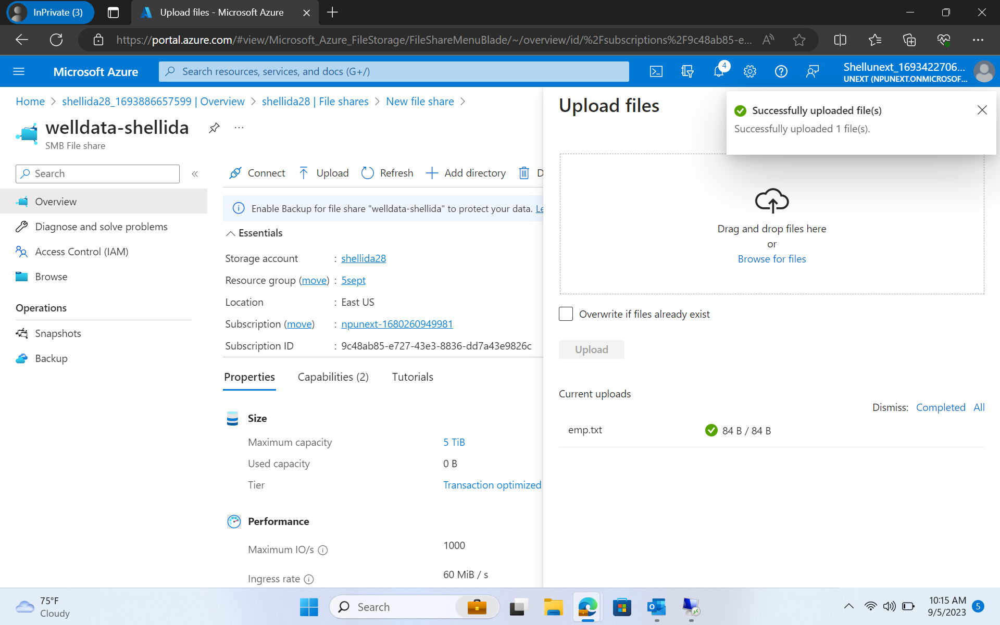 InPrivate (3)
Upload files - Microsoft Azure
https://portal.azure.com/#view/Microsoft_Azure_FileStorage/FileShareMenuBlade/~/overview/id/%2Fsubscriptions%2F9c48ab85-e...
Microsoft Azure
Search resources, services, and docs (G+/)
4
Shellunext_1693422706...
UNEXT (NPUNEXT.ONMICROSOF...
Home > shellida28_1693886657599 | Overview > shellida28 | File shares > New file share >
welldata-shellida
SMB File share
Search
Overview
Diagnose and solve problems
Access Control (IAM)
Browse
Operations
Snapshots
Backup
Connect
Upload
Refresh
Add directory
D
Enable Backup for file share "welldata-shellida" to protect your data. Le
Essentials
Storage account : shellida28
Resource group (move) : 5sept
Location : East US
Subscription (move) : npunext-1680260949981
Subscription ID : 9c48ab85-e727-43e3-8836-dd7a43e9826c
Properties
Capabilities (2)
Tutorials
Size
Maximum capacity 5 TiB
Used capacity 0 B
Tier Transaction optimized
Performance
Maximum IO/s 1000
Ingress rate 60 MiB / s
Upload files
Successfully uploaded file(s)
Successfully uploaded 1 file(s).
Drag and drop files here
or
Browse for files
Overwrite if files already exist
Upload
Current uploads
Dismiss: Completed All
emp.txt 84 B / 84 B
75°F
Cloudy
Search
10:15 AM
9/5/2023
5